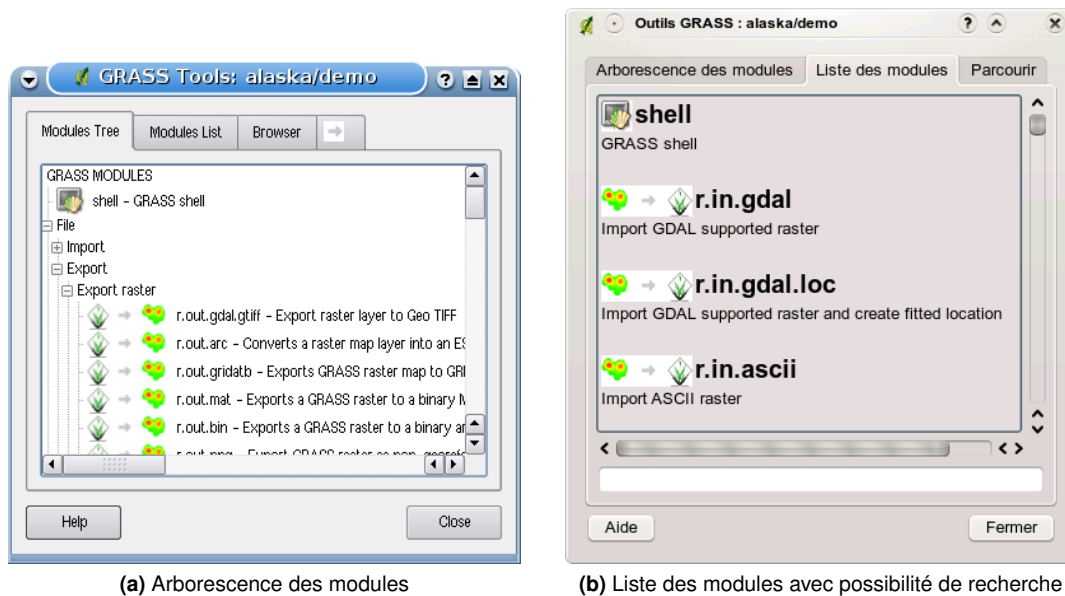 GRASS Tools: alaska/demo
Modules Tree
Modules List
Browser
GRASS MODULES
shell - GRASS shell
File
Import
Export
Export raster
r.out.gdal.gtiff - Export raster layer to Geo TIFF
r.out.arc - Converts a raster map layer into an ES
r.out.gridatb - Exports GRASS raster map to GRI
r.out.mat - Exports a GRASS raster to a binary M
r.out.bin - Exports a GRASS raster to a binary ar
Help
Close
(a) Arborescence des modules
Outils GRASS : alaska/demo
Arborescence des modules
Liste des modules
Parcourir
shell
GRASS shell
r.in.gdal
Import GDAL supported raster
r.in.gdal.loc
Import GDAL supported raster and create fitted location
r.in.ascii
Import ASCII raster
Aide
Fermer
(b) Liste des modules avec possibilité de recherche